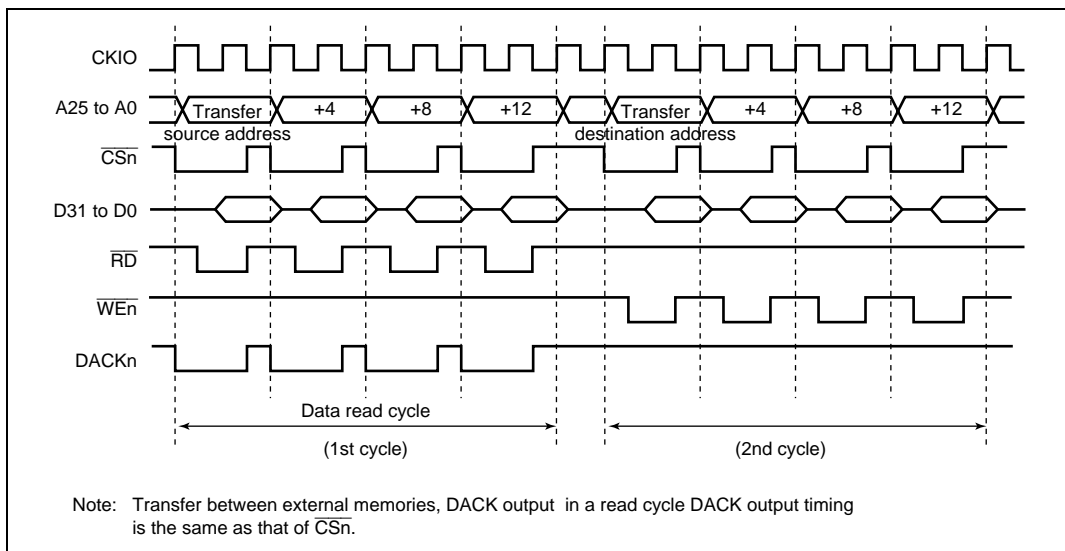 CKIO
A25 to A0
Transfer +4 +8 +12 Transfer +4 +8 +12
source address destination address
CSn
D31 to D0
RD
WEn
DACKn
Data read cycle
(1st cycle) (2nd cycle)
Note: Transfer between external memories, DACK output in a read cycle DACK output timing
is the same as that of CSn.